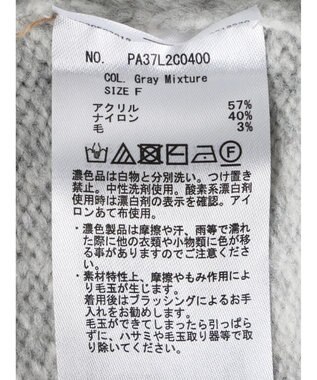 NO. PA37L2C0400
COL. Gray Mixture
SIZE F
アクリル 57%
ナイロン 40%
毛 3%
濃色品は白物と分別洗い。つけ置き
禁止。中性洗剤使用。酸素系漂白剤
使用時は漂白剤の表示を確認。アイ
ロンあて布使用。
・濃色製品は摩擦や汗、雨等で濡れ
た際に他の衣類や小物類に色が移
る事がありますのでご注意下さい。
・素材特性上、摩擦やもみ作用によ
り毛玉が生じます。
着用後はブラッシングによるお手
入れをお勧めします。
毛玉ができてしまったら引っぱら
ずに、ハサミや毛玉取り器等で取
り除いてください。